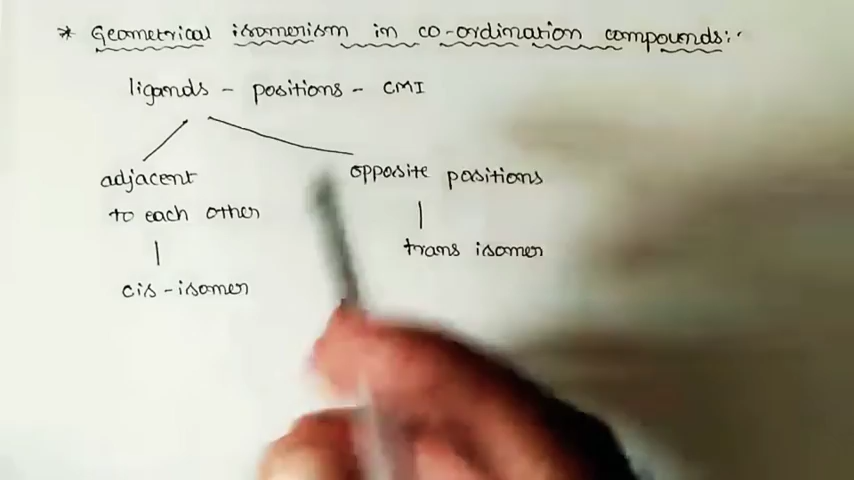 * Geometrical isomerism in co-ordination compounds:-
ligands - positions - CMI
adjacent
to each other
cis-isomer
opposite positions
trans isomer